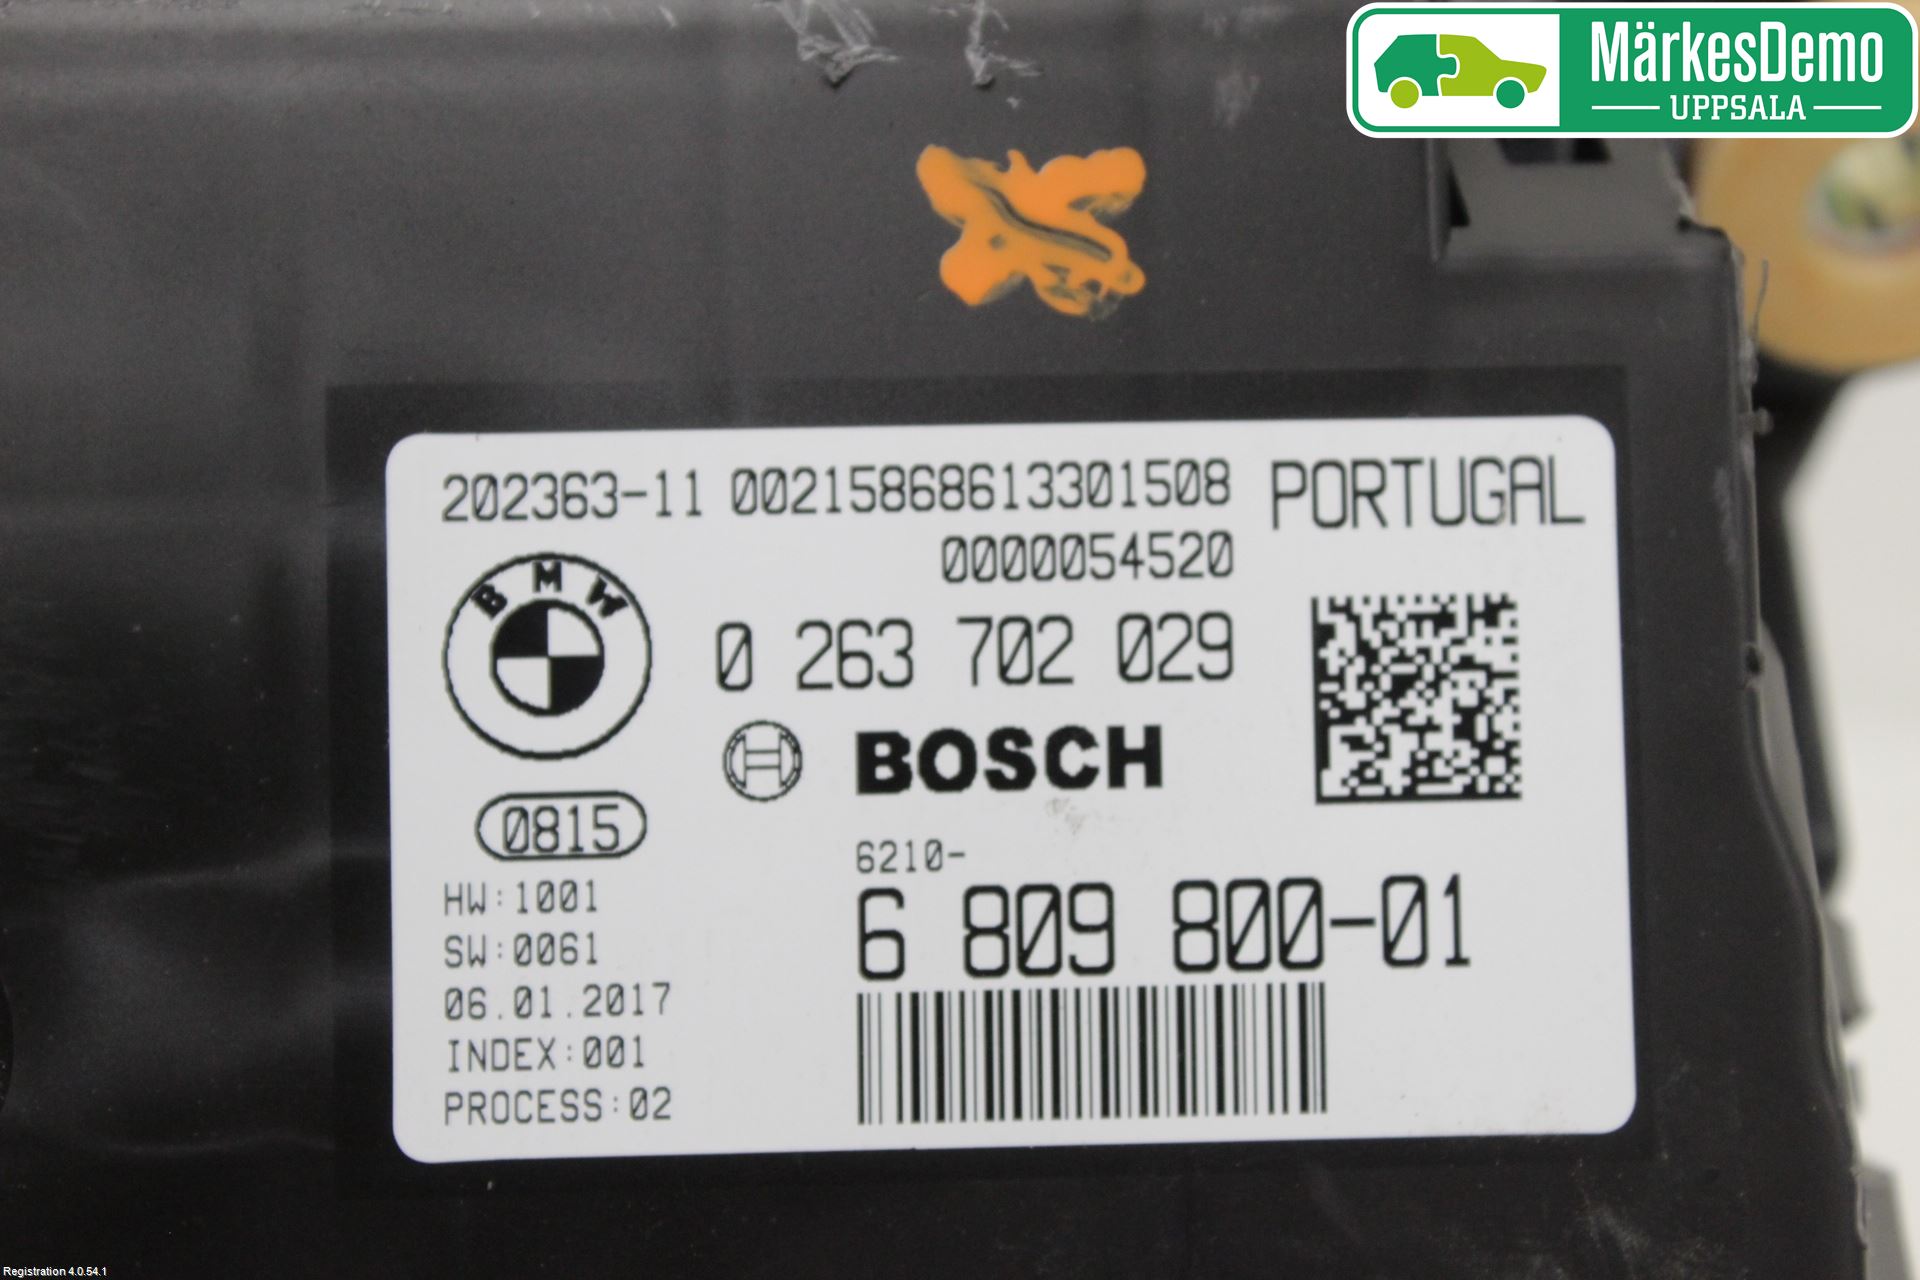 MärkesDemo
UPPSALA
202363-11 00215868613301508 PORTUGAL
0000054520
BMW
0 263 702 029
BOSCH
0815
6210-
HW:1001
6 809 800-01
SW:0061
06.01.2017
INDEX:001
PROCESS:02
Registration 4.0.54.1